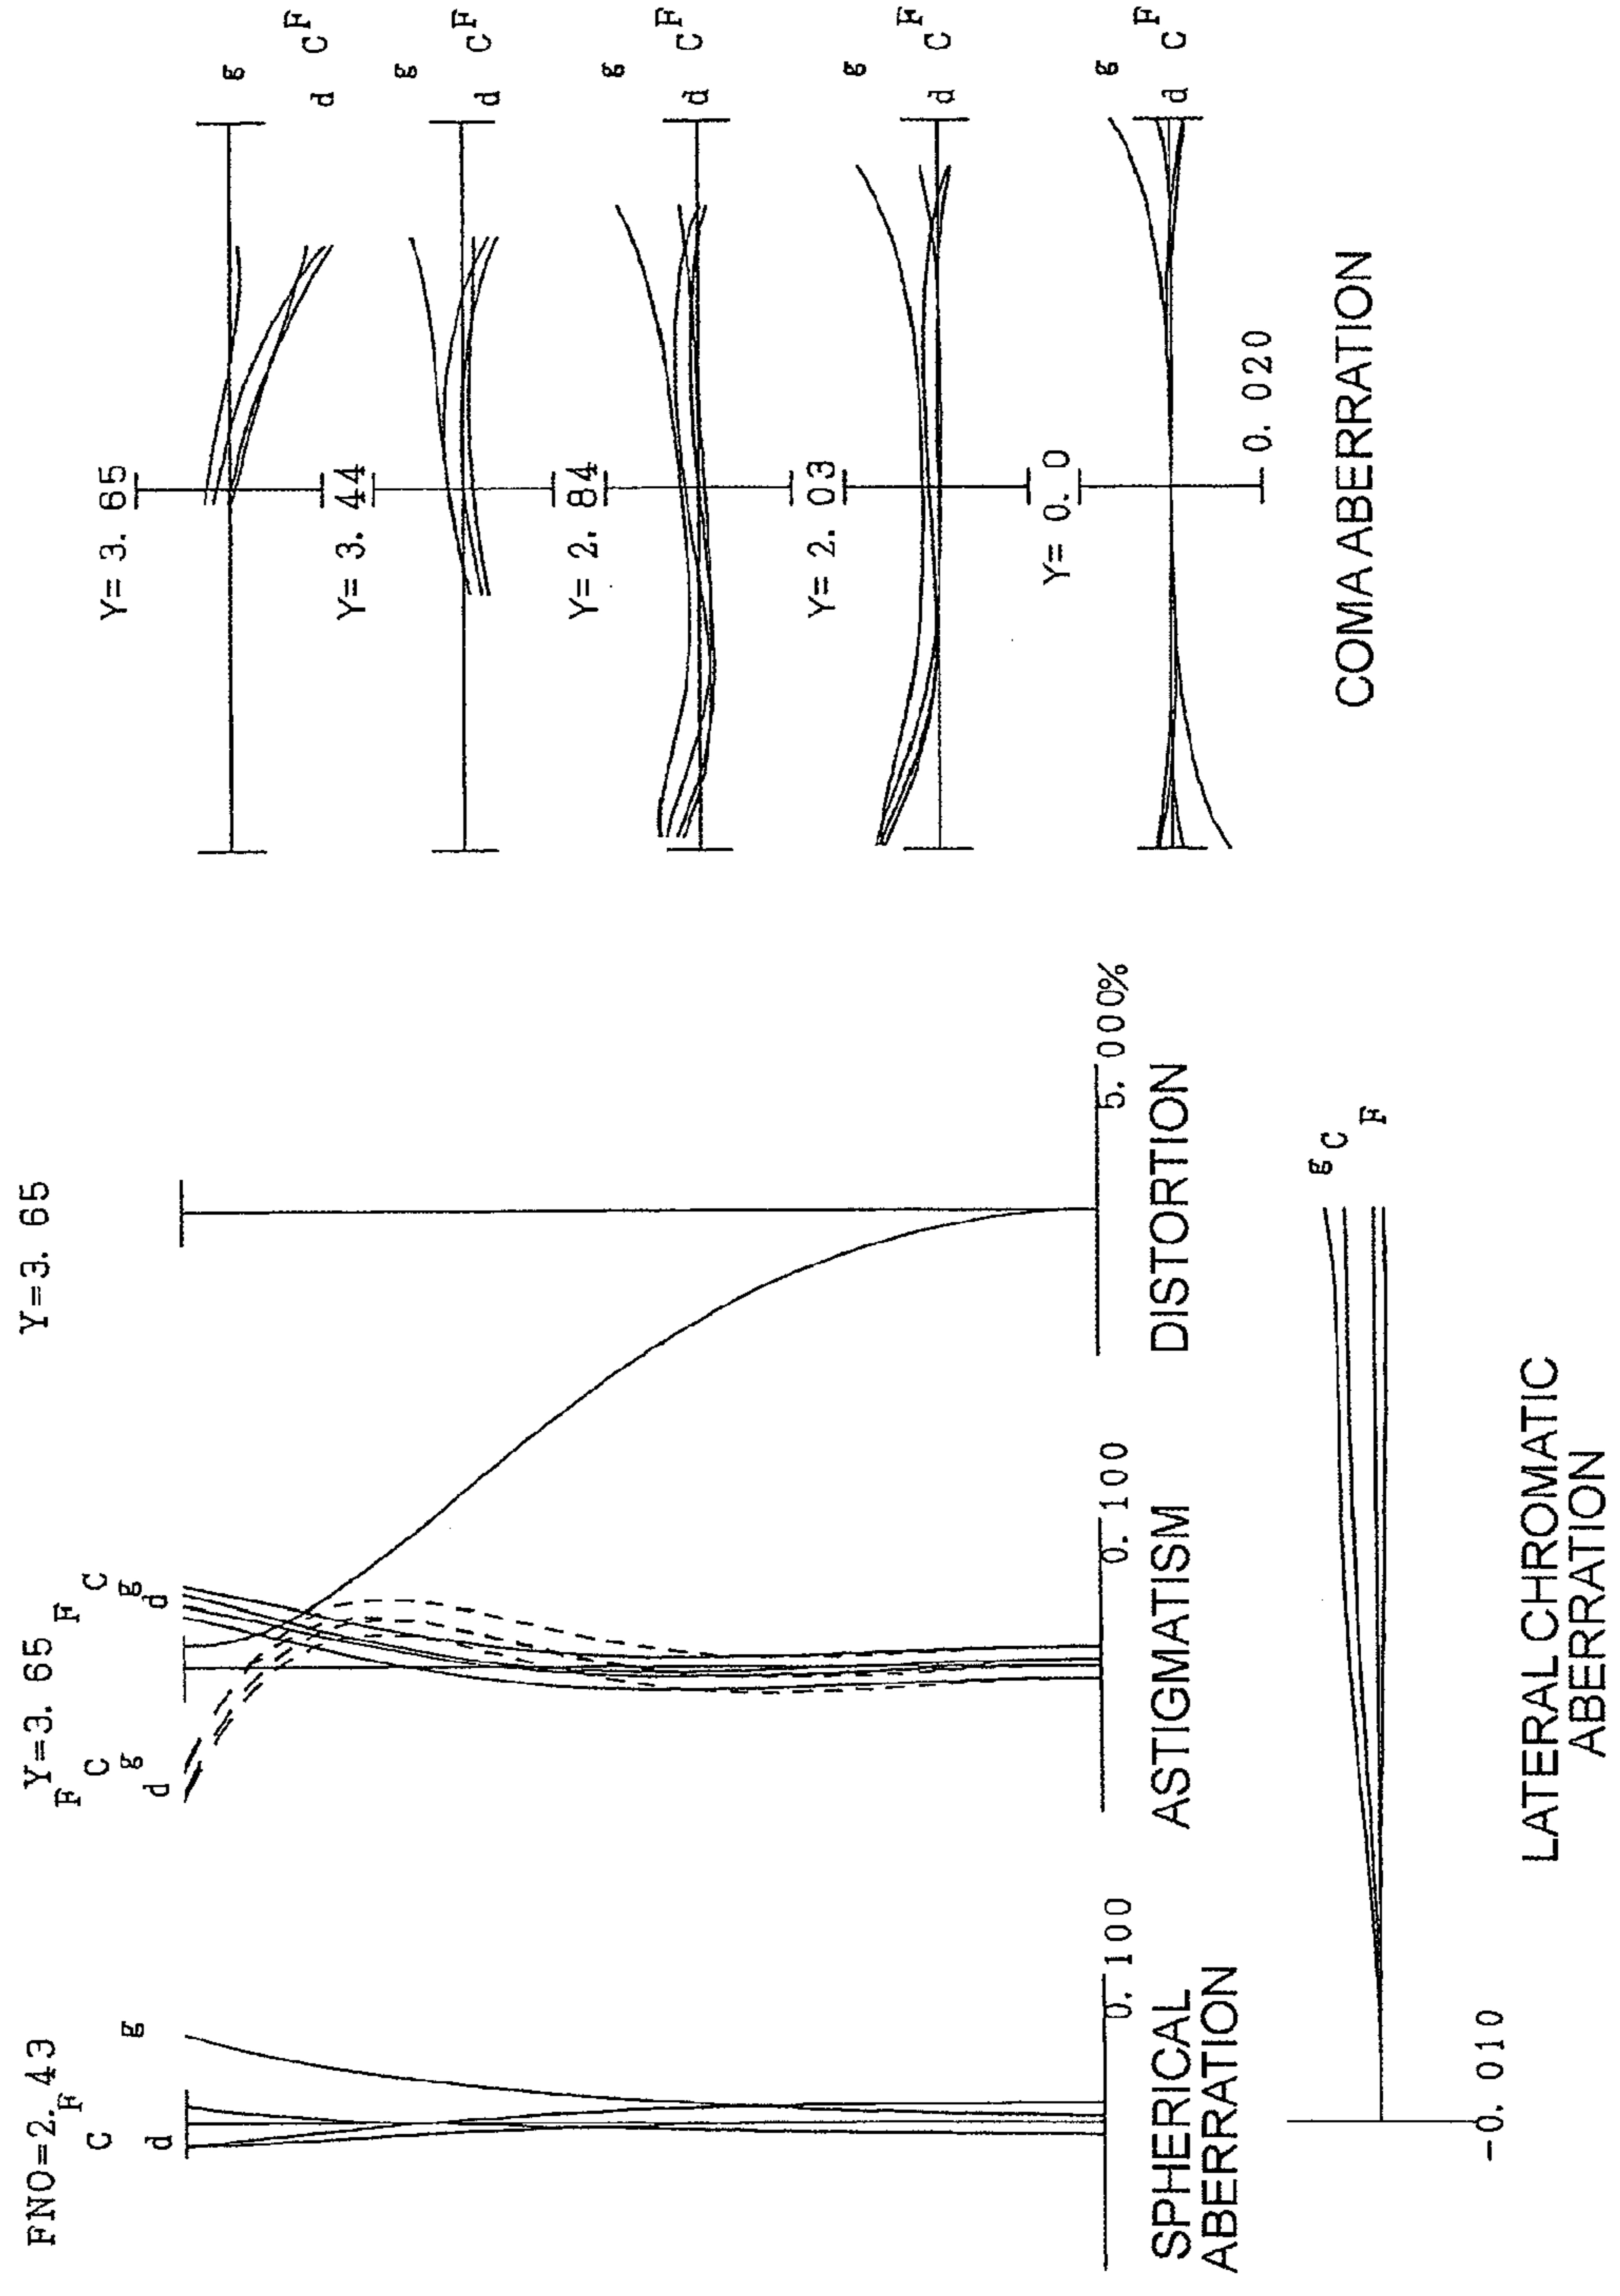 FNO=2. 43
C
F
d
g
0. 100
SPHERICAL
ABERRATION
Y=3. 65
F
C
g
d
F
C
g
d
0. 100
ASTIGMATISM
Y=3. 65
5. 000%
DISTORTION
Y= 3. 65
g
F
C
d
Y= 3. 44
g
F
C
d
Y= 2. 84
g
F
C
d
Y= 2. 03
g
F
C
d
Y= 0. 0
g
F
C
d
0. 020
COMA ABERRATION
g
C
F
-0. 010
LATERAL CHROMATIC
ABERRATION